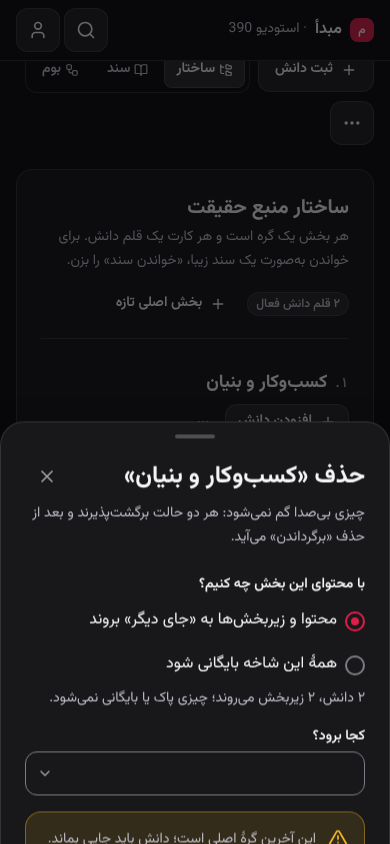 م مبدأ · استودیو 390
+ ثبت دانش ساختار سند بوم
...
ساختار منبع حقیقت
هر بخش یک گره است و هر کارت یک قلم دانش. برای
خواندن به‌صورت یک سند زیبا، «خواندن سند» را بزن.
۲ قلم دانش فعال + بخش اصلی تازه
۱. کسب‌وکار و بنیان
+ افزودن دانش ...
حذف «کسب‌وکار و بنیان»
چیزی بی‌صدا گم نمی‌شود: هر دو حالت برگشت‌پذیرند و بعد از
حذف «برگرداندن» می‌آید.
با محتوای این بخش چه کنیم؟
محتوا و زیربخش‌ها به «جای دیگر» بروند
همهٔ این شاخه بایگانی شود
۲ دانش، ۲ زیربخش می‌روند؛ چیزی پاک یا بایگانی نمی‌شود.
کجا برود؟
این آخرین گرهٔ اصلی است؛ دانش باید جایی بماند.